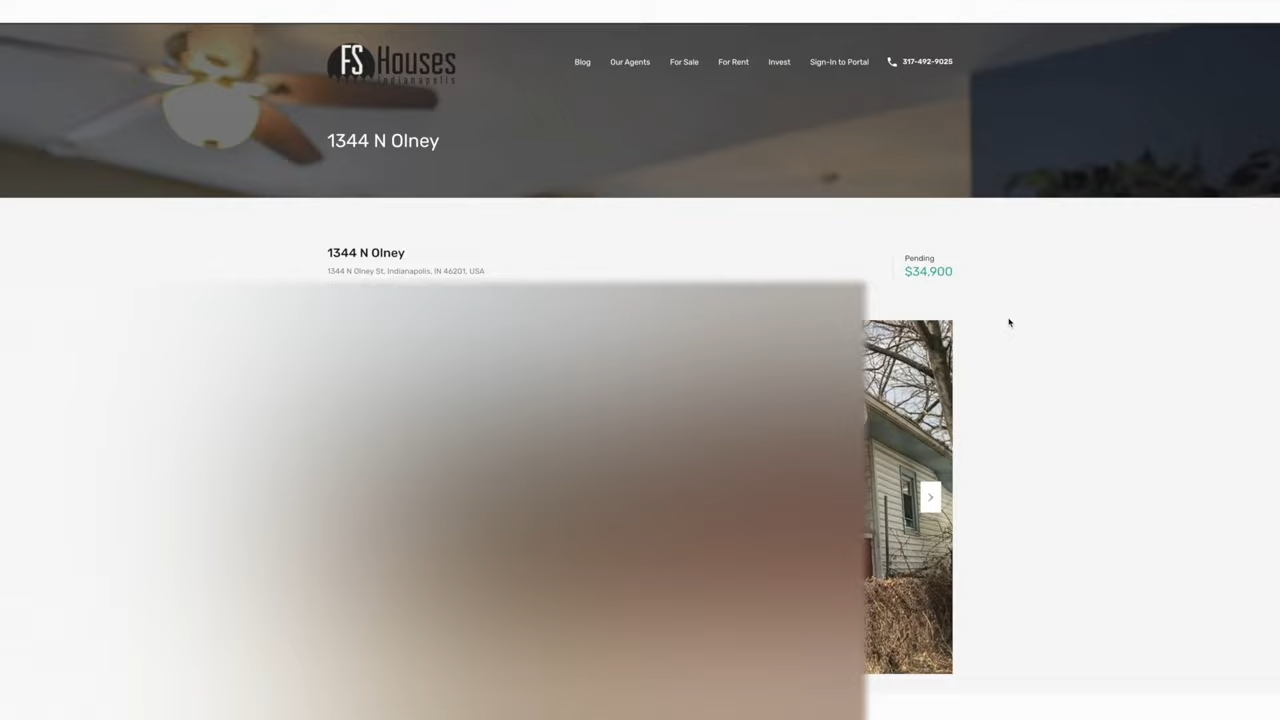 FS Houses
Indianapolis
Blog
Our Agents
For Sale
For Rent
Invest
Sign-In to Portal
317-492-9025
1344 N Olney
1344 N Olney
1344 N Olney St, Indianapolis, IN 46201, USA
Pending
$34,900